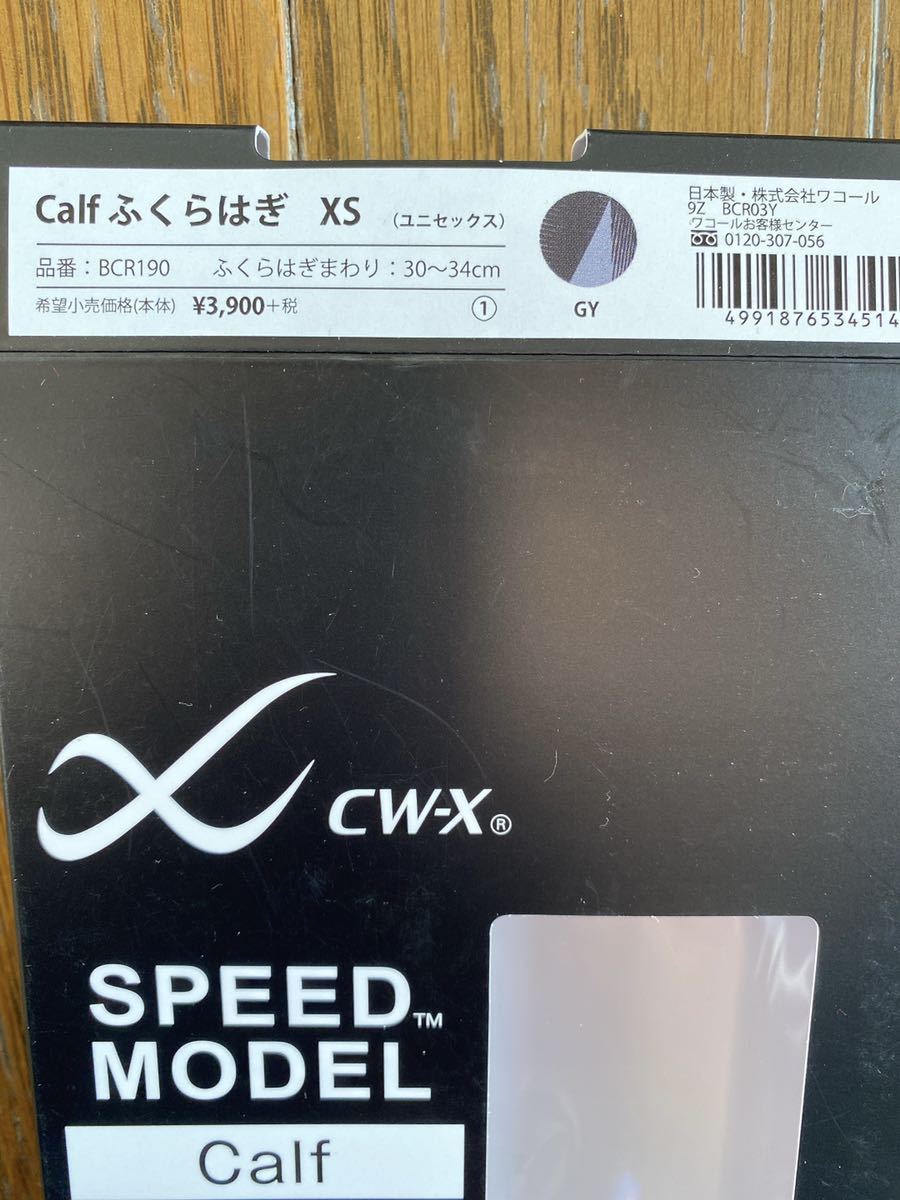 Calf ふくらはぎ XS (ユニセックス)
品番：BCR190 ふくらはぎまわり：30〜34cm
希望小売価格(本体) ¥3,900+税 ①
GY
日本製・株式会社ワコール
9Z BCR03Y
ワコールお客様センター
0120-307-056
4991876534514
CW-X®
SPEED™
MODEL
Calf